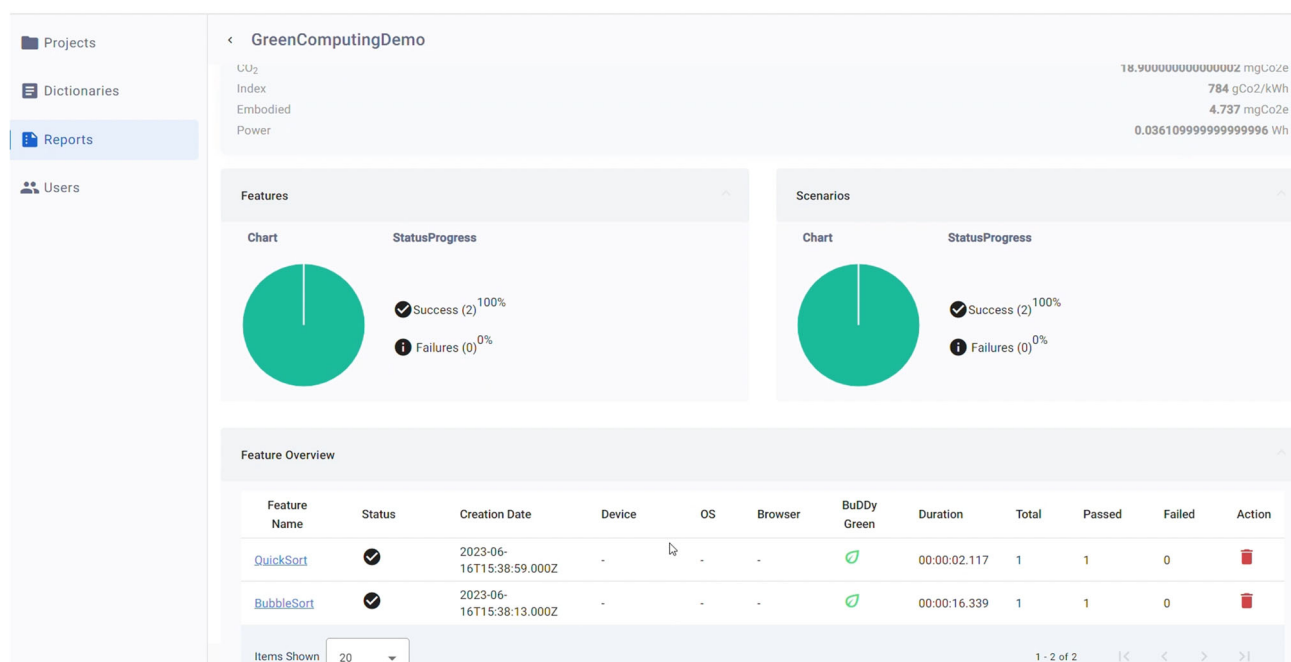 Projects
Dictionaries
Reports
Users
GreenComputingDemo
CO2 18.900000000000002 mgCo2e
Index 784 gCo2/kWh
Embodied 4.737 mgCo2e
Power 0.036109999999999996 Wh
Features
Chart StatusProgress
Success (2) 100%
Failures (0) 0%
Scenarios
Chart StatusProgress
Success (2) 100%
Failures (0) 0%
Feature Overview
Feature Name Status Creation Date Device OS Browser BuDDy Green Duration Total Passed Failed Action
QuickSort 2023-06-16T15:38:59.000Z - - - 00:00:02.117 1 1 0
BubbleSort 2023-06-16T15:38:13.000Z - - - 00:00:16.339 1 1 0
Items Shown 20 1 - 2 of 2